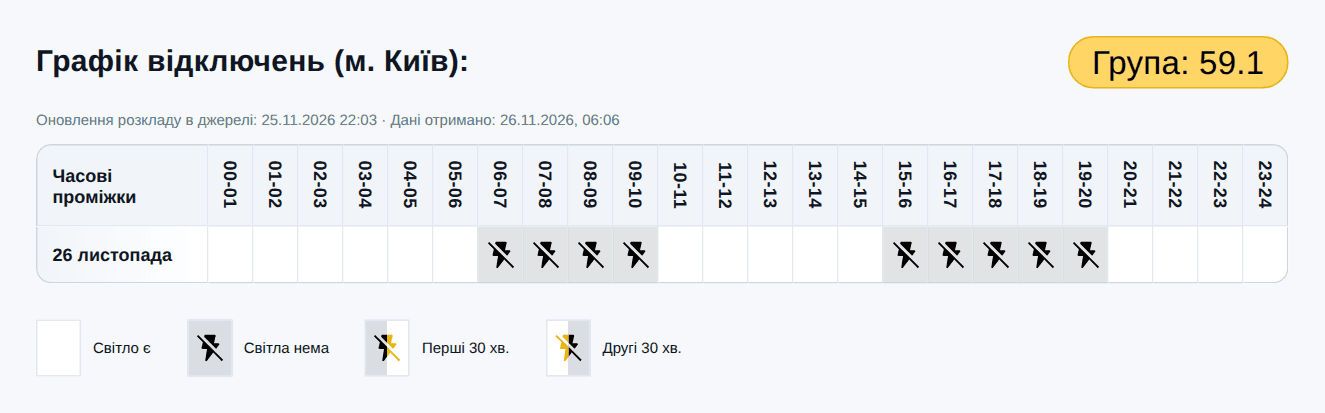 Графік відключень (м. Київ):
Група: 59.1
Оновлення розкладу в джерелі: 25.11.2026 22:03 · Дані отримано: 26.11.2026, 06:06
Часові
проміжки
00-01
01-02
02-03
03-04
04-05
05-06
06-07
07-08
08-09
09-10
10-11
11-12
12-13
13-14
14-15
15-16
16-17
17-18
18-19
19-20
20-21
21-22
22-23
23-24
26 листопада
Світло є
Світла нема
Перші 30 хв.
Другі 30 хв.